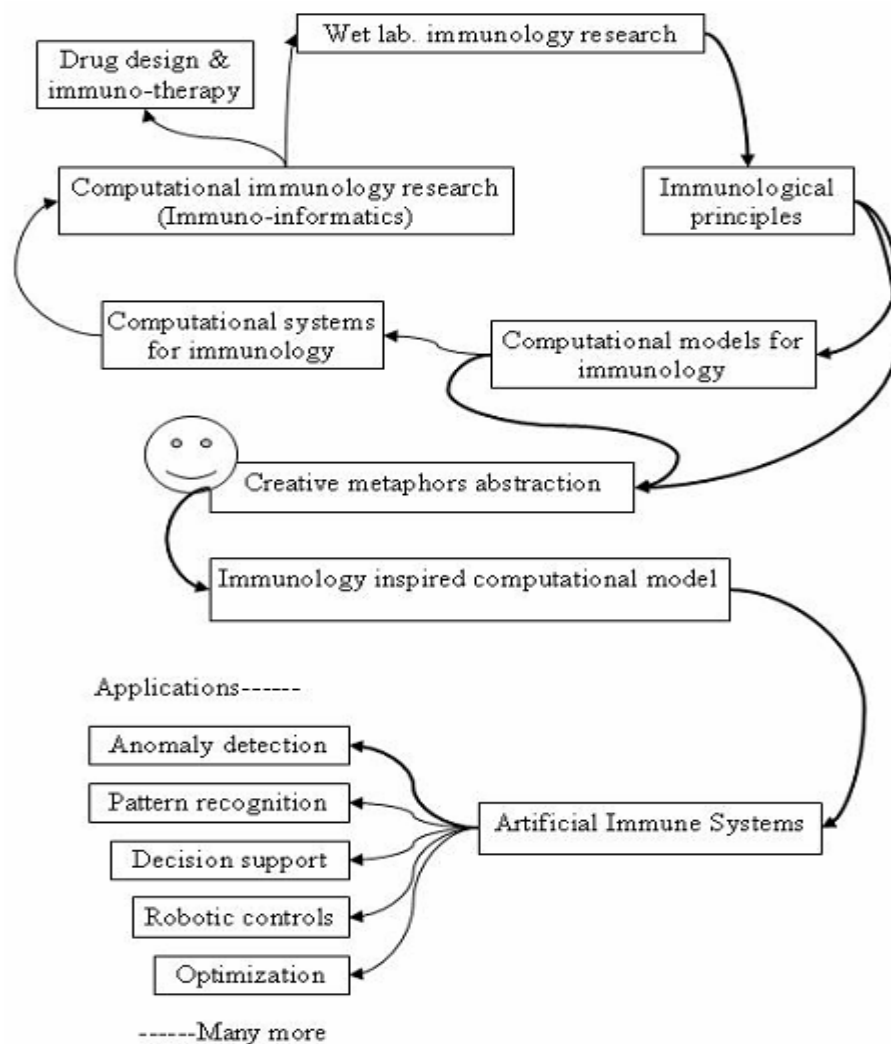 Wet lab. immunology research
Drug design &
immuno-therapy
Computational immunology research
(Immuno-informatics)
Immunological
principles
Computational systems
for immunology
Computational models for
immunology
Creative metaphors abstraction
Immunology inspired computational model
Applications------
Anomaly detection
Pattern recognition
Decision support
Robotic controls
Optimization
Artificial Immune Systems
------Many more